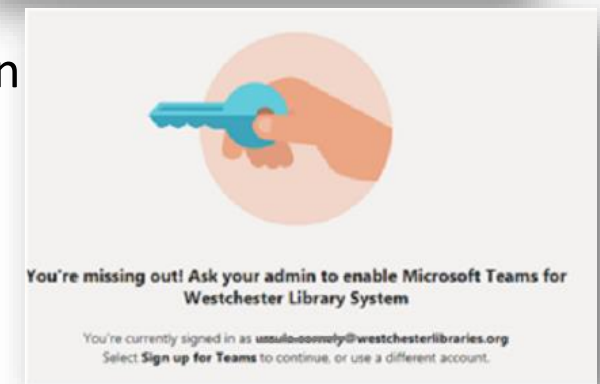 n
You're missing out! Ask your admin to enable Microsoft Teams for
Westchester Library System
You're currently signed in as @westchesterlibraries.org
Select Sign up for Teams to continue, or use a different account.